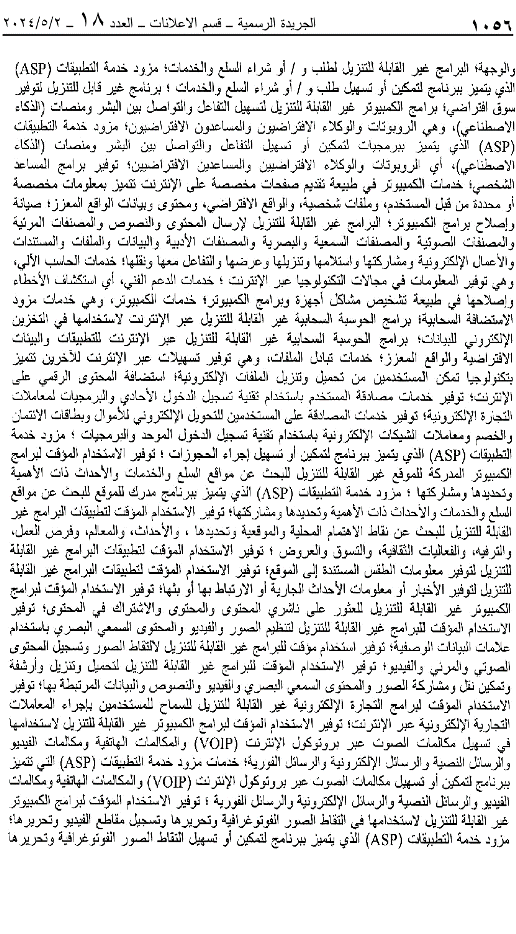 ١٠٥٦ الجريدة الرسمية – قسم الاعلانات – العدد ١٨ – ٢٠٢٤/٥/٢
والوجهة؛ البرامج غير القابلة للتنزيل لطلب و / أو شراء السلع والخدمات؛ مزود خدمة التطبيقات (ASP)
الذي يتميز ببرنامج لتمكين أو تسهيل طلب و / أو شراء السلع والخدمات ؛ برنامج غير قابل للتنزيل لتوفير
سوق افتراضي؛ برامج الكمبيوتر غير القابلة للتنزيل لتسهيل التفاعل والتواصل بين البشر ومنصات (الذكاء
الاصطناعي)، وهي الروبوتات والوكلاء الافتراضيون والمساعدون الافتراضيون؛ مزود خدمة التطبيقات
(ASP) الذي يتميز ببرمجيات لتمكين أو تسهيل التفاعل والتواصل بين البشر ومنصات (الذكاء
الاصطناعي)، أي الروبوتات والوكلاء الافتراضيين والمساعدين الافتراضيين؛ توفير برامج المساعد
الشخصي؛ خدمات الكمبيوتر في طبيعة تقديم صفحات مخصصة على الإنترنت تتميز بمعلومات مخصصة
أو محددة من قبل المستخدم، وملفات شخصية، والواقع الافتراضي، ومحتوى وبيانات الواقع المعزز؛ صيانة
وإصلاح برامج الكمبيوتر؛ البرامج غير القابلة للتنزيل لإرسال المحتوى والنصوص والمصنفات المرئية
والمصنفات الصوتية والمصنفات السمعية والبصرية والمصنفات الأدبية والبيانات والملفات والمستندات
والأعمال الإلكترونية ومشاركتها واستلامها وتنزيلها وعرضها والتفاعل معها ونقلها؛ خدمات الحاسب الآلي،
وهي توفير المعلومات في مجالات التكنولوجيا عبر الإنترنت ؛ خدمات الدعم الفني، أي استكشاف الأخطاء
وإصلاحها في طبيعة تشخيص مشاكل أجهزة وبرامج الكمبيوتر؛ خدمات الكمبيوتر، وهي خدمات مزود
الاستضافة السحابية؛ برامج الحوسبة السحابية غير القابلة للتنزيل عبر الإنترنت لاستخدامها في التخزين
الإلكتروني للبيانات؛ برامج الحوسبة السحابية غير القابلة للتنزيل عبر الإنترنت للتطبيقات والبيئات
الافتراضية والواقع المعزز؛ خدمات تبادل الملفات، وهي توفير تسهيلات عبر الإنترنت للآخرين تتميز
بتكنولوجيا تمكن المستخدمين من تحميل وتنزيل الملفات الإلكترونية؛ استضافة المحتوى الرقمي على
الإنترنت؛ توفير خدمات مصادقة المستخدم باستخدام تقنية تسجيل الدخول الأحادي والبرمجيات لمعاملات
التجارة الإلكترونية؛ توفير خدمات المصادقة على المستخدمين للتحويل الإلكتروني للأموال وبطاقات الائتمان
والخصم ومعاملات الشيكات الإلكترونية باستخدام تقنية تسجيل الدخول الموحد والبرمجيات ؛ مزود خدمة
التطبيقات (ASP) الذي يتميز ببرنامج لتمكين أو تسهيل إجراء الحجوزات ؛ توفير الاستخدام المؤقت لبرامج
الكمبيوتر المدركة للموقع غير القابلة للتنزيل للبحث عن مواقع السلع والخدمات والأحداث ذات الأهمية
وتحديدها ومشاركتها ؛ مزود خدمة التطبيقات (ASP) الذي يتميز ببرنامج مدرك للموقع للبحث عن مواقع
السلع والخدمات والأحداث ذات الأهمية وتحديدها ومشاركتها؛ توفير الاستخدام المؤقت لتطبيقات البرامج غير
القابلة للتنزيل للبحث عن نقاط الاهتمام المحلية والموقعية وتحديدها ، والأحداث، والمعالم، وفرص العمل،
والترفيه، والفعاليات الثقافية، والتسوق والعروض ؛ توفير الاستخدام المؤقت لتطبيقات البرامج غير القابلة
للتنزيل لتوفير معلومات الطقس المستندة إلى الموقع؛ توفير الاستخدام المؤقت لتطبيقات البرامج غير القابلة
للتنزيل لتوفير الأخبار أو معلومات الأحداث الجارية أو الارتباط بها أو بثها؛ توفير الاستخدام المؤقت لبرامج
الكمبيوتر غير القابلة للتنزيل للعثور على ناشري المحتوى والمحتوى والاشتراك في المحتوى؛ توفير
الاستخدام المؤقت للبرامج غير القابلة للتنزيل لتنظيم الصور والفيديو والمحتوى السمعي البصري باستخدام
علامات البيانات الوصفية؛ توفير استخدام مؤقت للبرامج غير القابلة للتنزيل لالتقاط الصور وتسجيل المحتوى
الصوتي والمرئي والفيديو؛ توفير الاستخدام المؤقت للبرامج غير القابلة للتنزيل لتحميل وتنزيل وأرشفة
وتمكين نقل ومشاركة الصور والمحتوى السمعي البصري والفيديو والنصوص والبيانات المرتبطة بها؛ توفير
الاستخدام المؤقت لبرامج التجارة الإلكترونية غير القابلة للتنزيل للسماح للمستخدمين بإجراء المعاملات
التجارية الإلكترونية عبر الإنترنت؛ توفير الاستخدام المؤقت لبرامج الكمبيوتر غير القابلة للتنزيل لاستخدامها
في تسهيل مكالمات الصوت عبر بروتوكول الإنترنت (VOIP) والمكالمات الهاتفية ومكالمات الفيديو
والرسائل النصية والرسائل الإلكترونية والرسائل الفورية؛ خدمات مزود خدمة التطبيقات (ASP) التي تتميز
ببرنامج لتمكين أو تسهيل مكالمات الصوت عبر بروتوكول الإنترنت (VOIP) والمكالمات الهاتفية ومكالمات
الفيديو والرسائل النصية والرسائل الإلكترونية والرسائل الفورية ؛ توفير الاستخدام المؤقت لبرامج الكمبيوتر
غير القابلة للتنزيل لاستخدامها في التقاط الصور الفوتوغرافية وتحريرها وتسجيل مقاطع الفيديو وتحريرها؛
مزود خدمة التطبيقات (ASP) الذي يتميز ببرنامج لتمكين أو تسهيل التقاط الصور الفوتوغرافية وتحريرها